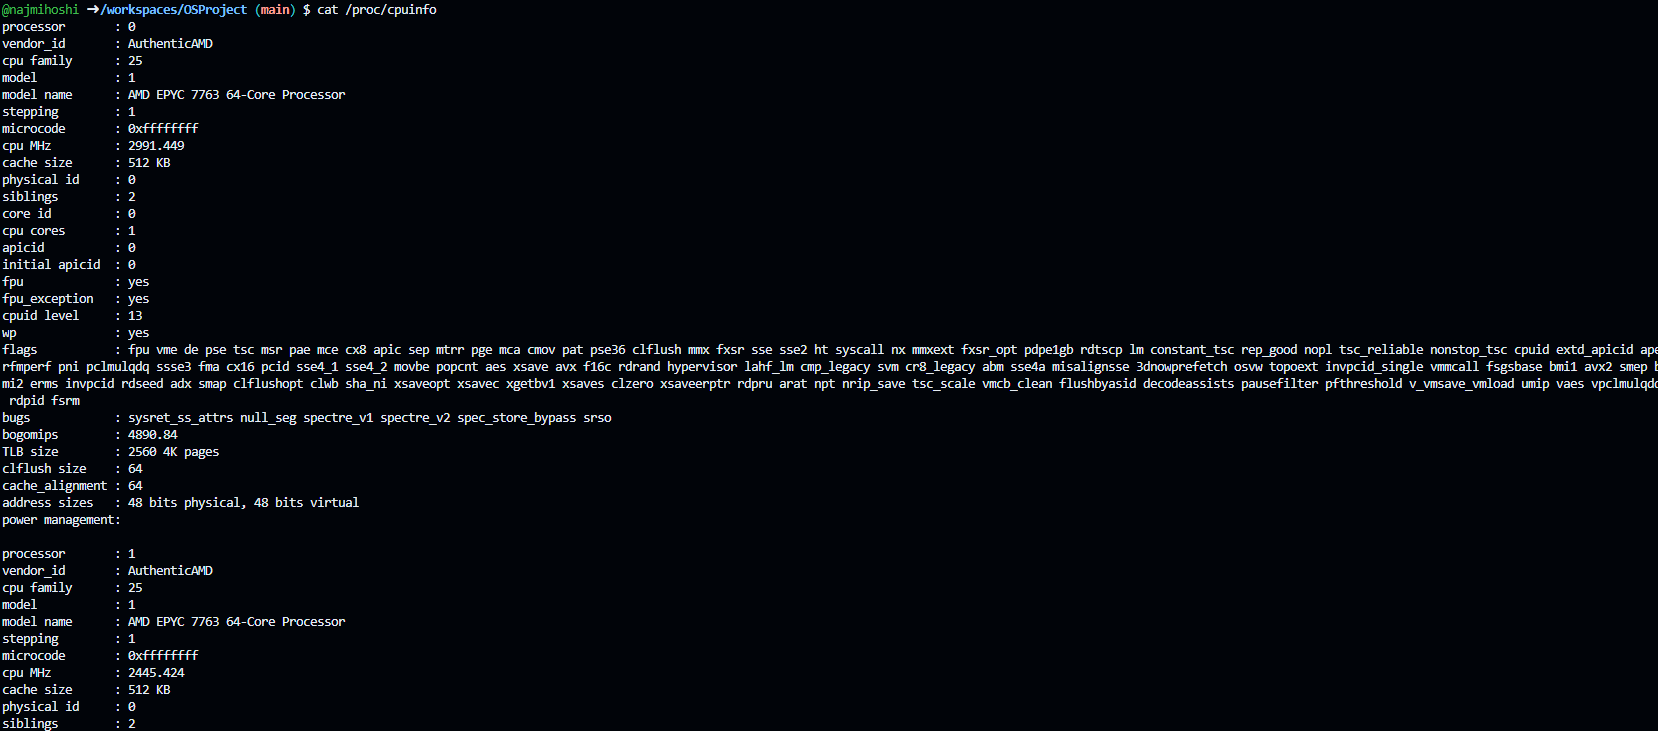 @najmihoshi ➜/workspaces/OSProject (main) $ cat /proc/cpuinfo
processor : 0
vendor_id : AuthenticAMD
cpu family : 25
model : 1
model name : AMD EPYC 7763 64-Core Processor
stepping : 1
microcode : 0xffffffff
cpu MHz : 2991.449
cache size : 512 KB
physical id : 0
siblings : 2
core id : 0
cpu cores : 1
apicid : 0
initial apicid : 0
fpu : yes
fpu_exception : yes
cpuid level : 13
wp : yes
flags : fpu vme de pse tsc msr pae mce cx8 apic sep mtrr pge mca cmov pat pse36 clflush mmx fxsr sse sse2 ht syscall nx mmxext fxsr_opt pdpe1gb rdtscp lm constant_tsc rep_good nopl tsc_reliable nonstop_tsc cpuid extd_apicid ape
rfmperf pni pclmulqdq ssse3 fma cx16 pcid sse4_1 sse4_2 movbe popcnt aes xsave avx f16c rdrand hypervisor lahf_lm cmp_legacy svm cr8_legacy abm sse4a misalignsse 3dnowprefetch osvw topoext invpcid_single vmmcall fsgsbase bmi1 avx2 smep b
mi2 erms invpcid rdseed adx smap clflushopt clwb sha_ni xsaveopt xsavec xgetbv1 xsaves clzero xsaveerptr rdpru arat npt nrip_save tsc_scale vmcb_clean flushbyasid decodeassists pausefilter pfthreshold v_vmsave_vmload umip vaes vpclmulqdq
rdpid fsrm
bugs : sysret_ss_attrs null_seg spectre_v1 spectre_v2 spec_store_bypass srso
bogomips : 4890.84
TLB size : 2560 4K pages
clflush size : 64
cache_alignment : 64
address sizes : 48 bits physical, 48 bits virtual
power management:
processor : 1
vendor_id : AuthenticAMD
cpu family : 25
model : 1
model name : AMD EPYC 7763 64-Core Processor
stepping : 1
microcode : 0xffffffff
cpu MHz : 2445.424
cache size : 512 KB
physical id : 0
siblings : 2